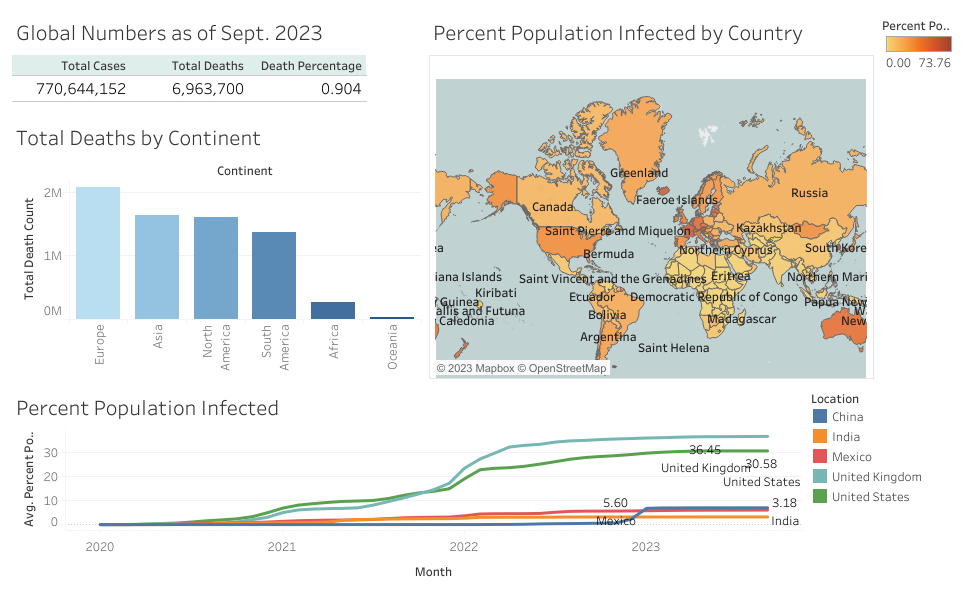 Global Numbers as of Sept. 2023
Total Cases Total Deaths Death Percentage
770,644,152 6,963,700 0.904
Total Deaths by Continent
Continent
Total Death Count
2M
1M
0M
Europe
Asia
North America
South America
Africa
Oceania
Percent Population Infected by Country
Percent Po..
0.00 73.76
Greenland
Russia
Canada
Faeroe Islands
Saint Pierre and Miquelon
Kazakhstan
Northern Cyprus
South Kore
Bermuda
ea
iana Islands
Saint Vincent and the Grenadines
Eritrea
Northern Mari
Kiribati
Ecuador
Democratic Republic of Congo
Guinea
Papua New
allis and Futuna
Bolivia
Madagascar
Caledonia
New
Argentina
Saint Helena
© 2023 Mapbox © OpenStreetMap
Percent Population Infected
Avg. Percent Po..
30
20
10
0
36.45
United Kingdom
30.58
United States
5.60
Mexico
3.18
India
2020 2021 2022 2023
Month
Location
China
India
Mexico
United Kingdom
United States